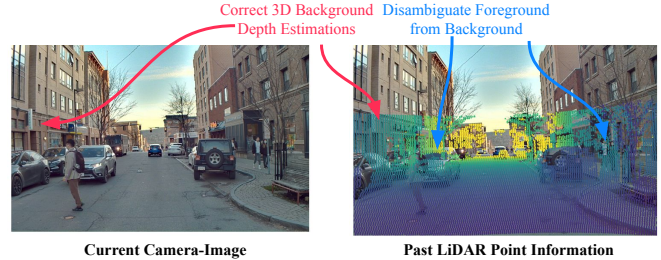 Correct 3D Background
Depth Estimations
Disambiguate Foreground
from Background
Current Camera-Image
Past LiDAR Point Information